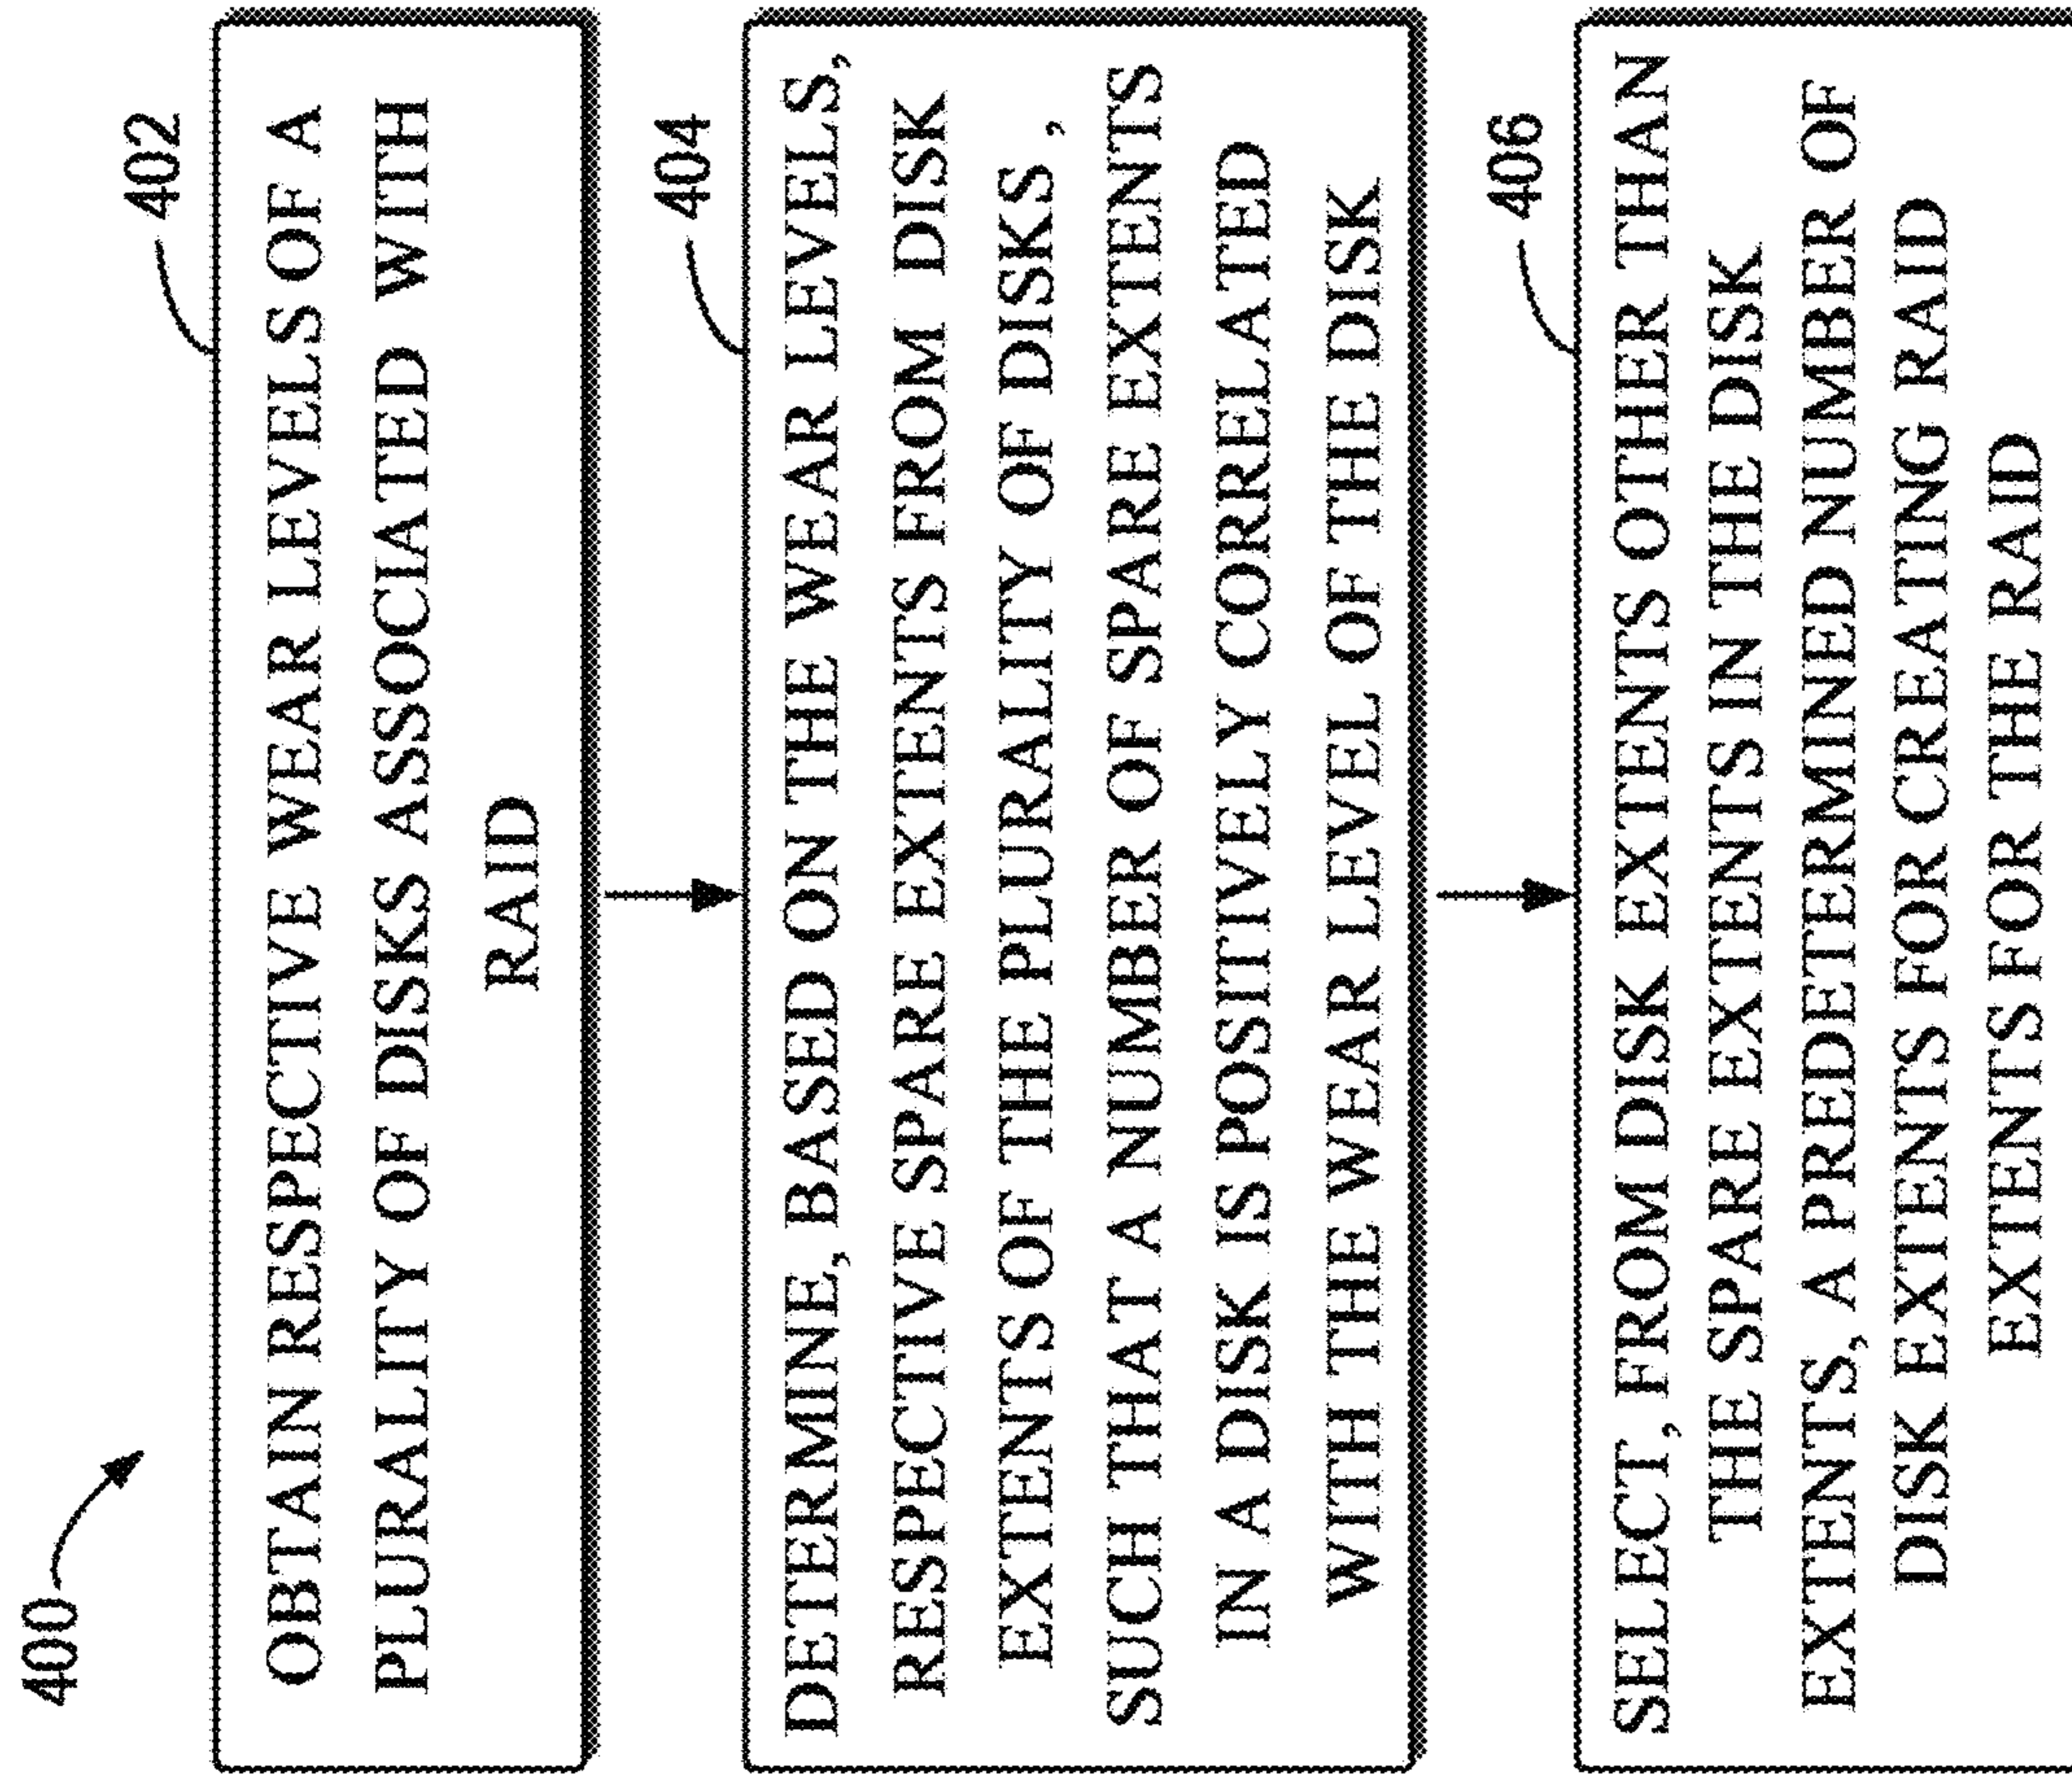 400
402
OBTAIN RESPECTIVE WEAR LEVELS OF A
PLURALITY OF DISKS ASSOCIATED WITH
RAID
404
DETERMINE, BASED ON THE WEAR LEVELS,
RESPECTIVE SPARE EXTENTS FROM DISK
EXTENTS OF THE PLURALITY OF DISKS ,
SUCH THAT A NUMBER OF SPARE EXTENTS
IN A DISK IS POSITIVELY CORRELATED
WITH THE WEAR LEVEL OF THE DISK
406
SELECT, FROM DISK EXTENTS OTHER THAN
THE SPARE EXTENTS IN THE DISK
EXTENTS, A PREDETERMINED NUMBER OF
DISK EXTENTS FOR CREATING RAID
EXTENTS FOR THE RAID